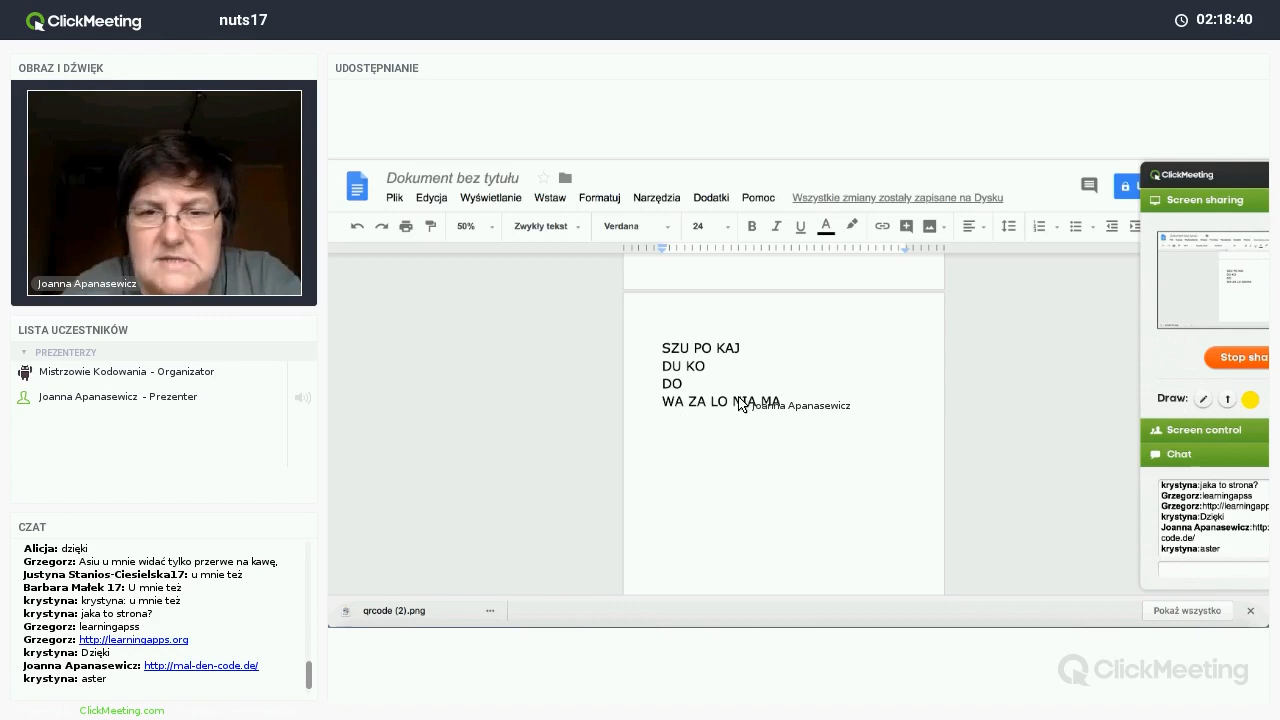 ClickMeeting
nuts17
02:18:40
OBRAZ I DŹWIĘK
Joanna Apanasewicz
LISTA UCZESTNIKÓW
PREZENTERZY
Mistrzowie Kodowania - Organizator
Joanna Apanasewicz - Prezenter
CZAT
Alicja: dzięki
Grzegorz: Asiu u mnie widać tylko przerwe na kawę,
Justyna Stanios-Ciesielska17: u mnie też
Barbara Małek 17: U mnie też
krystyna: krystyna: u mnie też
krystyna: jaka to strona?
Grzegorz: learningapss
Grzegorz: http://learningapps.org
krystyna: Dzięki
Joanna Apanasewicz: http://mal-den-code.de/
krystyna: aster
ClickMeeting.com
UDOSTĘPNIANIE
Dokument bez tytułu
Plik Edycja Wyświetlanie Wstaw Formatuj Narzędzia Dodatki Pomoc Wszystkie zmiany zostały zapisane na Dysku
50% Zwykły tekst Verdana 24 B I U A
SZU PO KAJ
DU KO
DO
WA ZA LO NIA MA
Joanna Apanasewicz
qrcode (2).png
Pokaż wszystko
ClickMeeting
Screen sharing
Stop sha
Draw:
Screen control
Chat
krystyna:jaka to strona?
Grzegorz:learningapss
Grzegorz:http://learningapp
krystyna:Dzięki
Joanna Apanasewicz:http:
code.de/
krystyna:aster
ClickMeeting